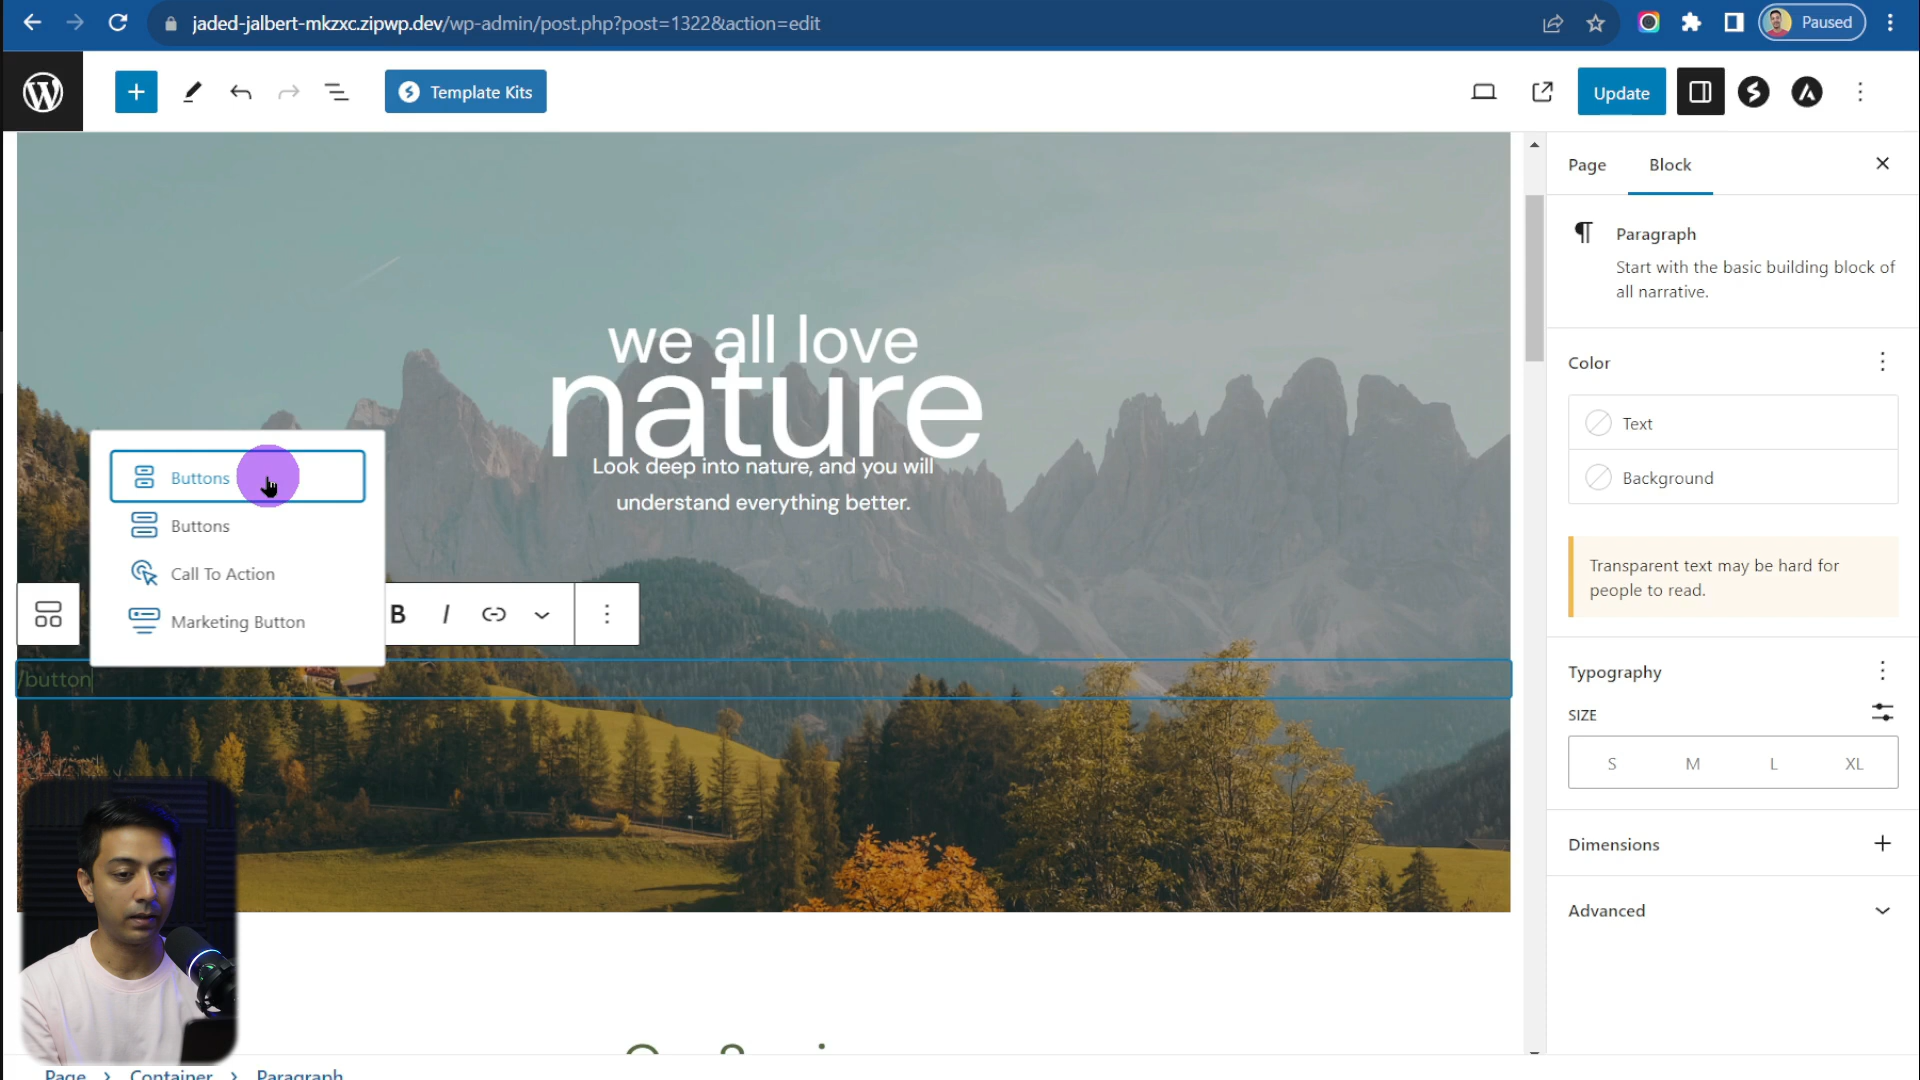 jaded-jalbert-mkzxc.zipwp.dev/wp-admin/post.php?post=1322&action=edit
Paused
Template Kits
Update
Page
Block
Paragraph
Start with the basic building block of
all narrative.
Color
Text
Background
Transparent text may be hard for
people to read.
Typography
SIZE
S
M
L
XL
Dimensions
Advanced
we all love
nature
Look deep into nature, and you will
understand everything better.
Buttons
Buttons
Call To Action
Marketing Button
B
I
/button
Page
Container
Paragraph